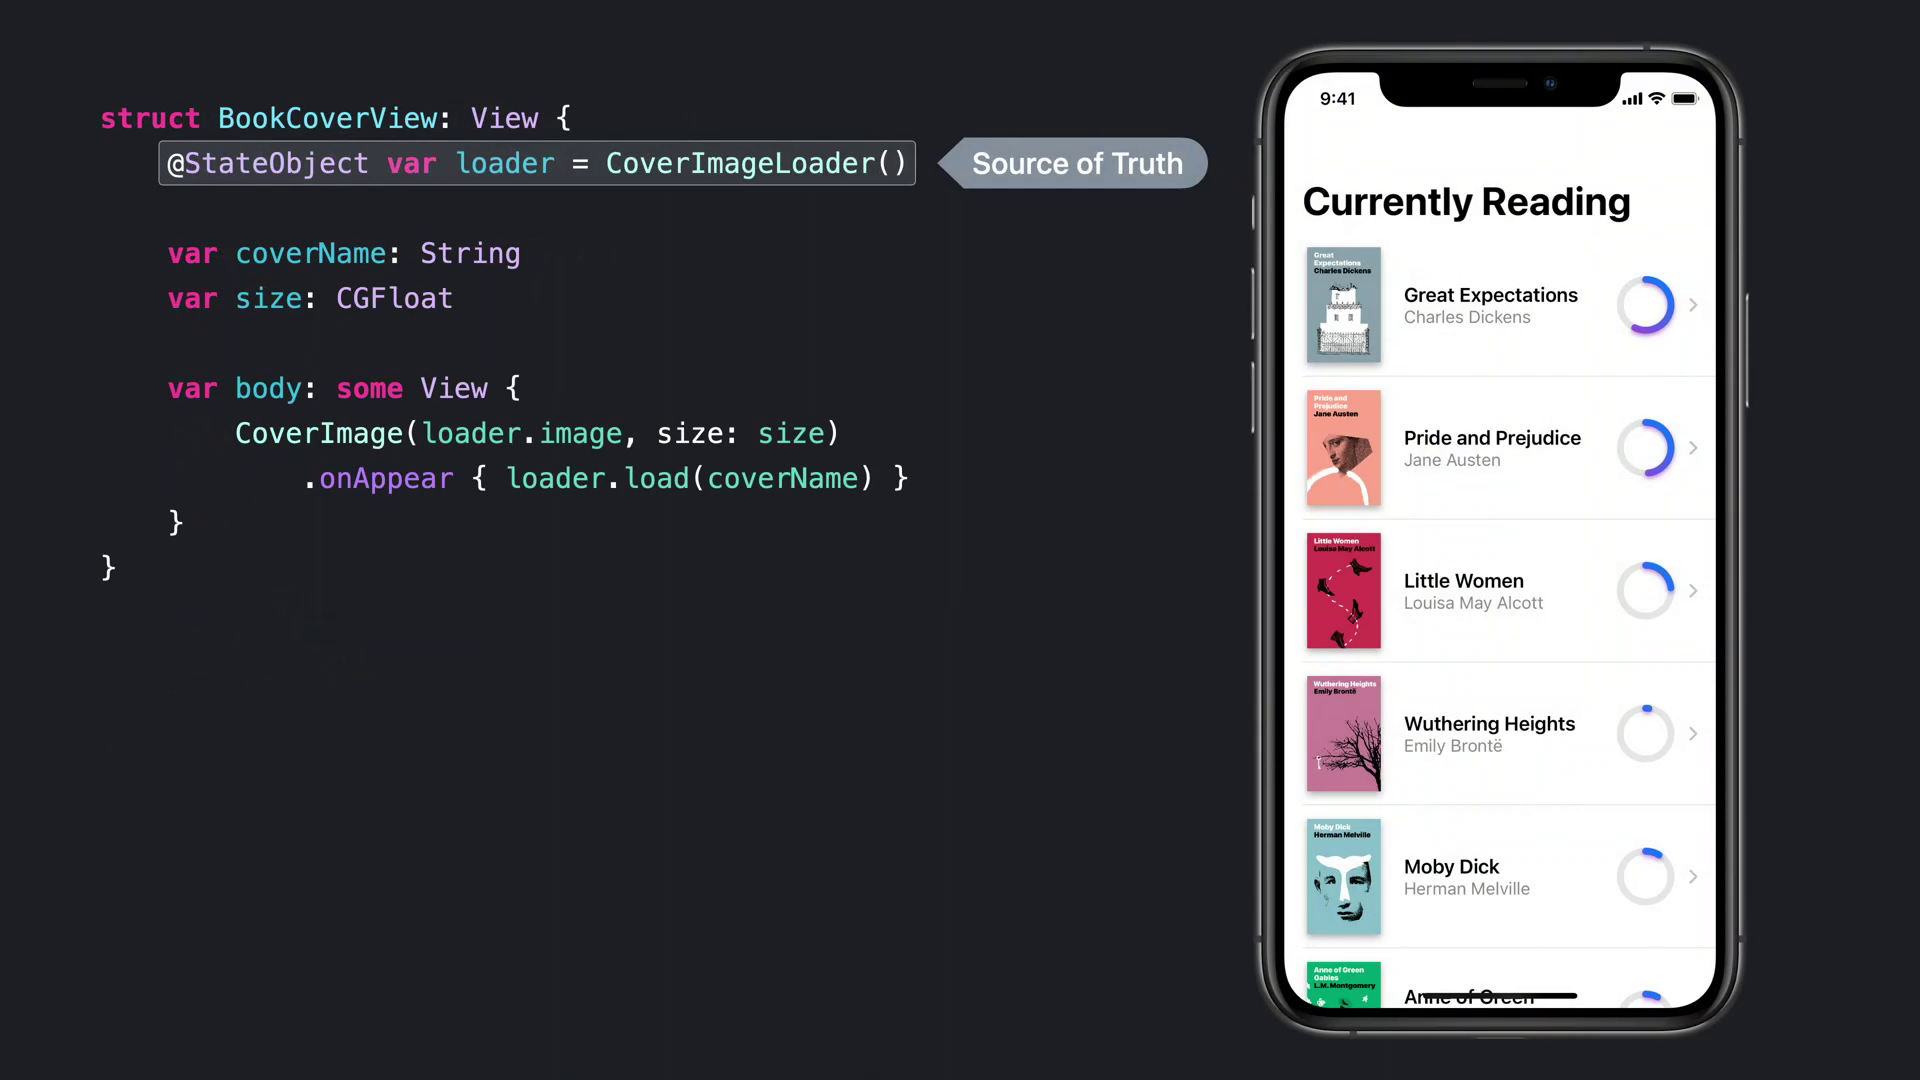 struct BookCoverView: View {
@StateObject var loader = CoverImageLoader()
Source of Truth
var coverName: String
var size: CGFloat
var body: some View {
CoverImage(loader.image, size: size)
.onAppear { loader.load(coverName) }
}
}
9:41
Currently Reading
Great
Expectations
Charles Dickens
Great Expectations
Charles Dickens
Pride and
Prejudice
Jane Austen
Pride and Prejudice
Jane Austen
Little Women
Louisa May Alcott
Little Women
Louisa May Alcott
Wuthering Heights
Emily Brontë
Wuthering Heights
Emily Brontë
Moby Dick
Herman Melville
Moby Dick
Herman Melville
Anne of Green
Gables
L.M. Montgomery
Anne of Green